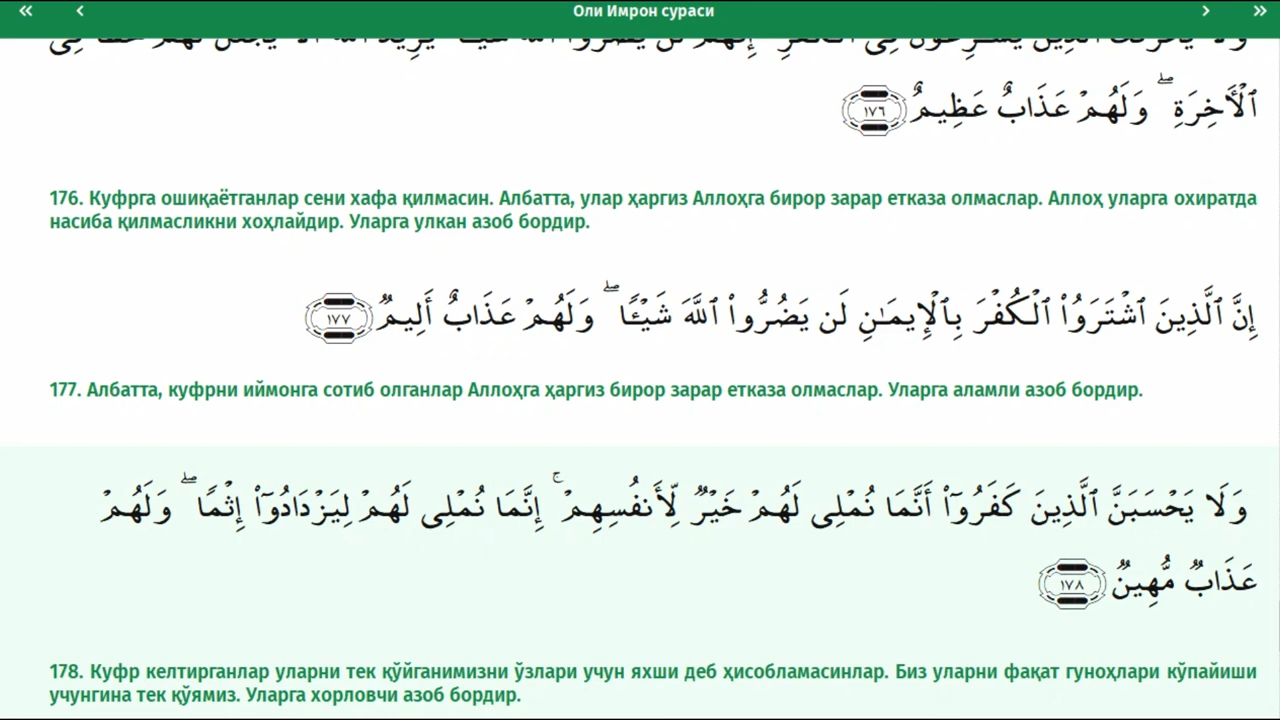 Оли Имрон сураси
ٱلْـَٔاخِرَةِ ۖ وَلَهُمْ عَذَابٌ عَظِيمٌ ١٧٦
176. Куфрга ошиқаётганлар сени хафа қилмасин. Албатта, улар ҳаргиз Аллоҳга бирор зарар етказа олмаслар. Аллоҳ уларга охиратда
насиба қилмасликни хоҳлайдир. Уларга улкан азоб бордир.
إِنَّ ٱلَّذِينَ ٱشْتَرَوُا۟ ٱلْكُفْرَ بِٱلْإِيمَـٰنِ لَن يَضُرُّوا۟ ٱللَّهَ شَيْـًٔا ۖ وَلَهُمْ عَذَابٌ أَلِيمٌ ١٧٧
177. Албатта, куфрни иймонга сотиб олганлар Аллоҳга ҳаргиз бирор зарар етказа олмаслар. Уларга аламли азоб бордир.
وَلَا يَحْسَبَنَّ ٱلَّذِينَ كَفَرُوٓا۟ أَنَّمَا نُمْلِى لَهُمْ خَيْرٌ لِّأَنفُسِهِمْ ۚ إِنَّمَا نُمْلِى لَهُمْ لِيَزْدَادُوٓا۟ إِثْمًا ۖ وَلَهُمْ
عَذَابٌ مُّهِينٌ ١٧٨
178. Куфр келтирганлар уларни тек қўйганимизни ўзлари учун яхши деб ҳисобламасинлар. Биз уларни фақат гуноҳлари кўпайиши
учунгина тек қўямиз. Уларга хорловчи азоб бордир.